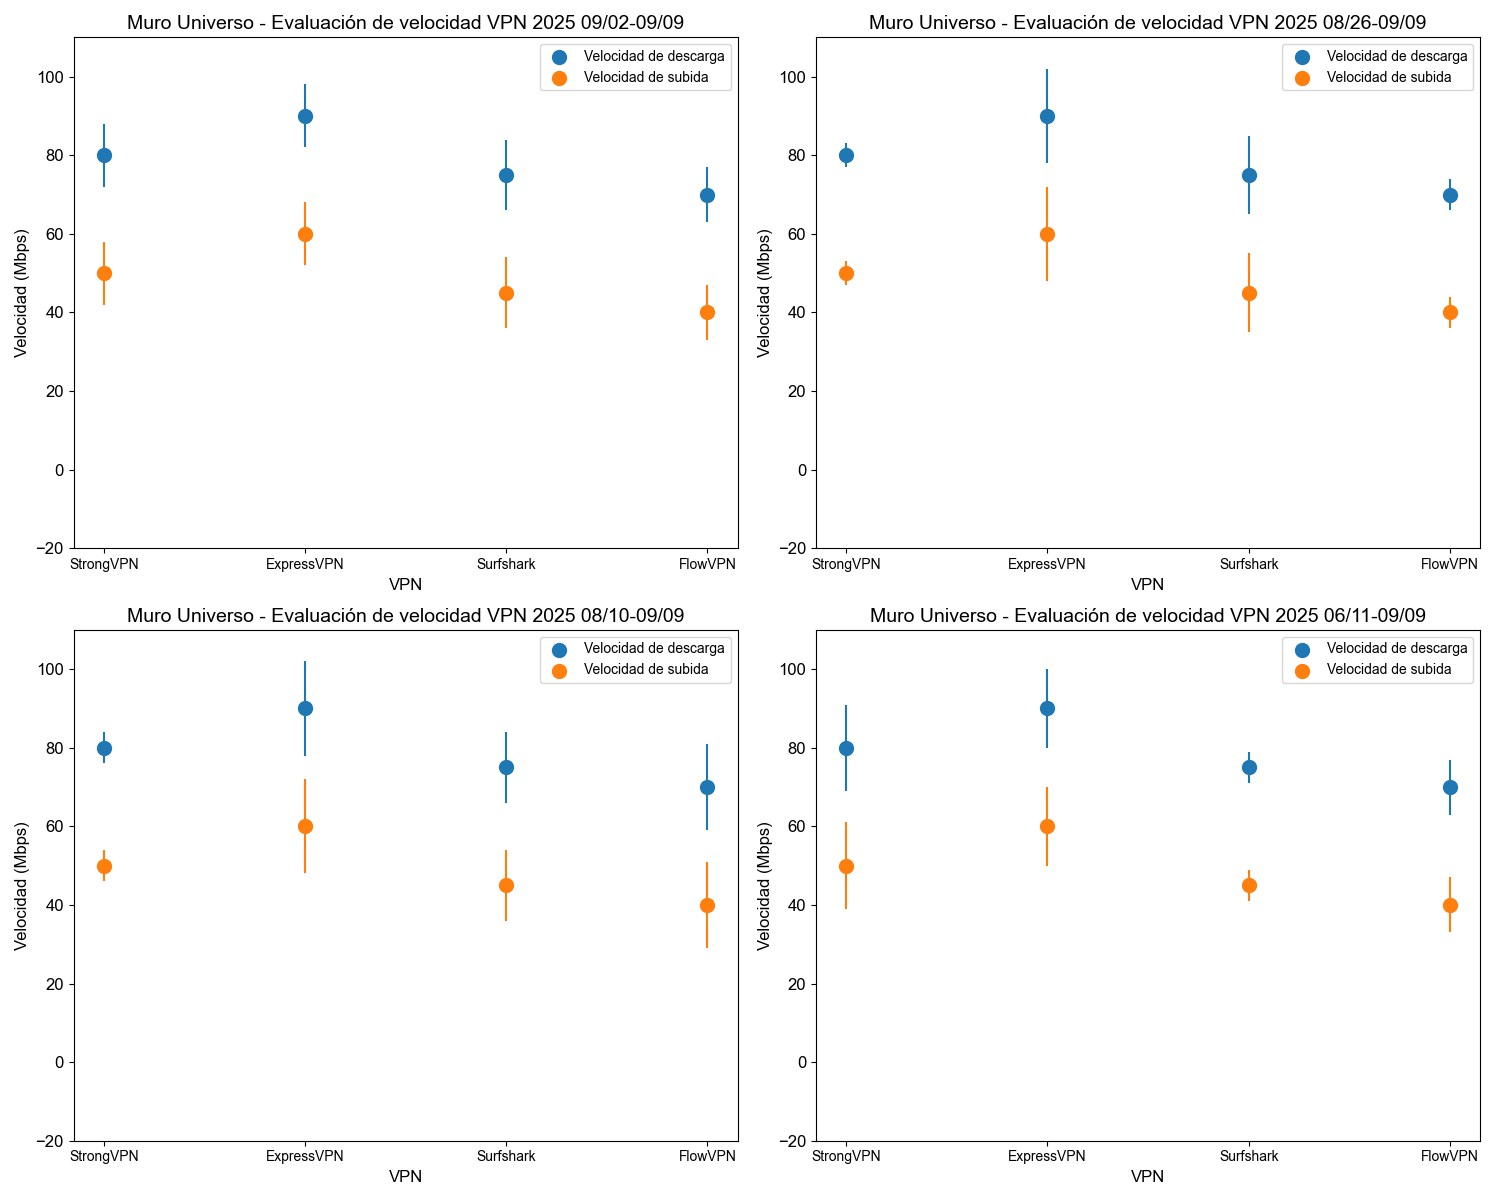 Muro Universo - Evaluación de velocidad VPN 2025 09/02-09/09
Velocidad de descarga
Velocidad de subida
100
80
60
40
20
0
−20
Velocidad (Mbps)
StrongVPN
ExpressVPN
Surfshark
FlowVPN
VPN
Muro Universo - Evaluación de velocidad VPN 2025 08/26-09/09
Velocidad de descarga
Velocidad de subida
100
80
60
40
20
0
−20
Velocidad (Mbps)
StrongVPN
ExpressVPN
Surfshark
FlowVPN
VPN
Muro Universo - Evaluación de velocidad VPN 2025 08/10-09/09
Velocidad de descarga
Velocidad de subida
100
80
60
40
20
0
−20
Velocidad (Mbps)
StrongVPN
ExpressVPN
Surfshark
FlowVPN
VPN
Muro Universo - Evaluación de velocidad VPN 2025 06/11-09/09
Velocidad de descarga
Velocidad de subida
100
80
60
40
20
0
−20
Velocidad (Mbps)
StrongVPN
ExpressVPN
Surfshark
FlowVPN
VPN